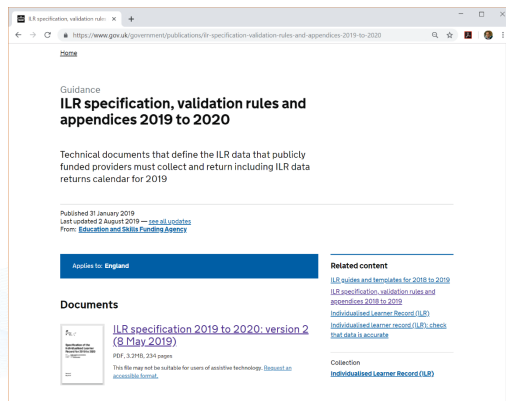 ILR specification, validation rules
https://www.gov.uk/government/publications/ilr-specification-validation-rules-and-appendices-2019-to-2020
Home
Guidance
ILR specification, validation rules and
appendices 2019 to 2020
Technical documents that define the ILR data that publicly
funded providers must collect and return including ILR data
returns calendar for 2019
Published 31 January 2019
Last updated 2 August 2019 — see all updates
From: Education and Skills Funding Agency
Applies to: England
Documents
ILR specification 2019 to 2020: version 2
(8 May 2019)
PDF, 3.2MB, 234 pages
This file may not be suitable for users of assistive technology. Request an
accessible format.
Related content
ILR guides and templates for 2018 to 2019
ILR specification, validation rules and
appendices 2018 to 2019
Individualised Learner Record (ILR)
Individualised learner record (ILR): check
that data is accurate
Collection
Individualised Learner Record (ILR)